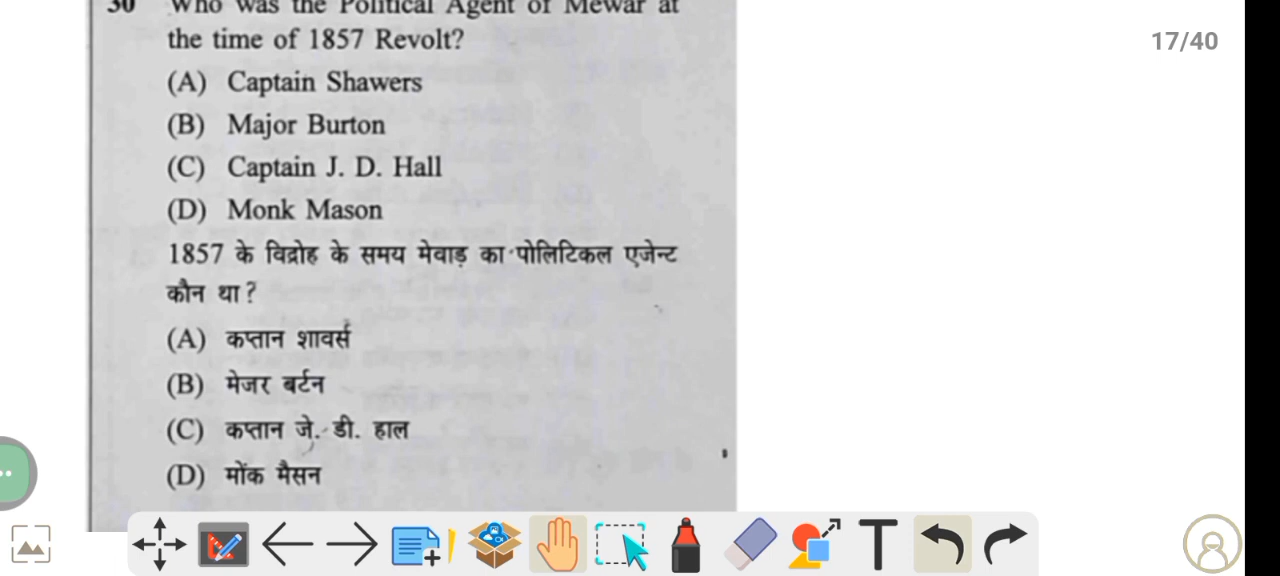 30 Who was the Political Agent of Mewar at
17/40
the time of 1857 Revolt?
(A) Captain Shawers
(B) Major Burton
(C) Captain J. D. Hall
(D) Monk Mason
1857 के विद्रोह के समय मेवाड़ का पोलिटिकल एजेन्ट
कौन था?
(A) कप्तान शावर्स
(B) मेजर बर्टन
(C) कप्तान जे. डी. हाल
(D) मोंक मैसन
T